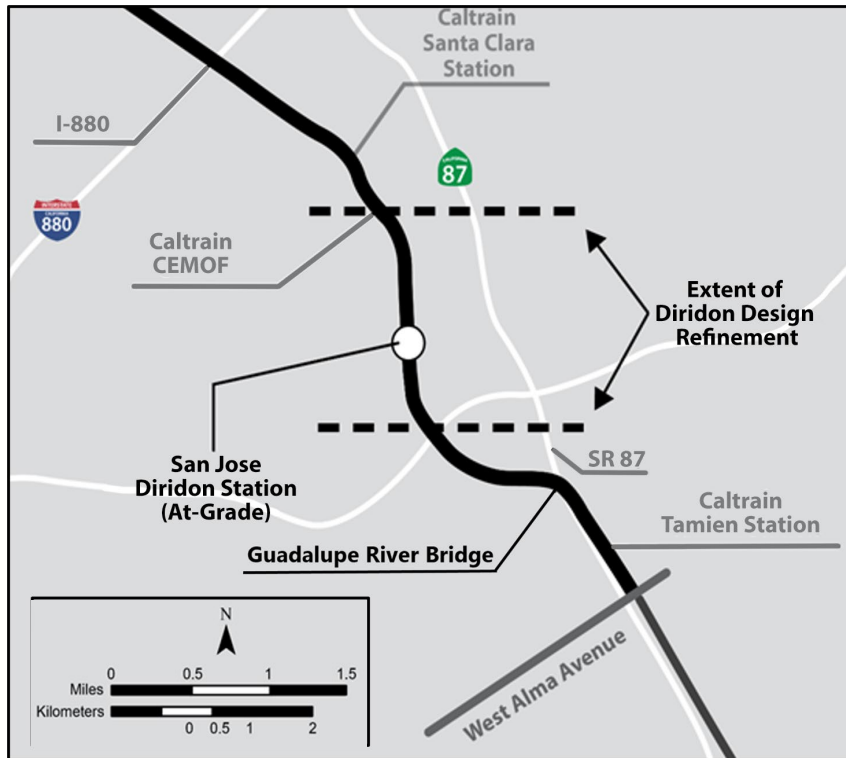 Caltrain
Santa Clara
Station
I-880
CALIFORNIA
87
INTERSTATE
CALIFORNIA
880
Caltrain
CEMOF
Extent of
Diridon Design
Refinement
San Jose
Diridon Station
(At-Grade)
SR 87
Caltrain
Tamien Station
Guadalupe River Bridge
West Alma Avenue
N
0 0.5 1 1.5
Miles
Kilometers
0 0.5 1 2